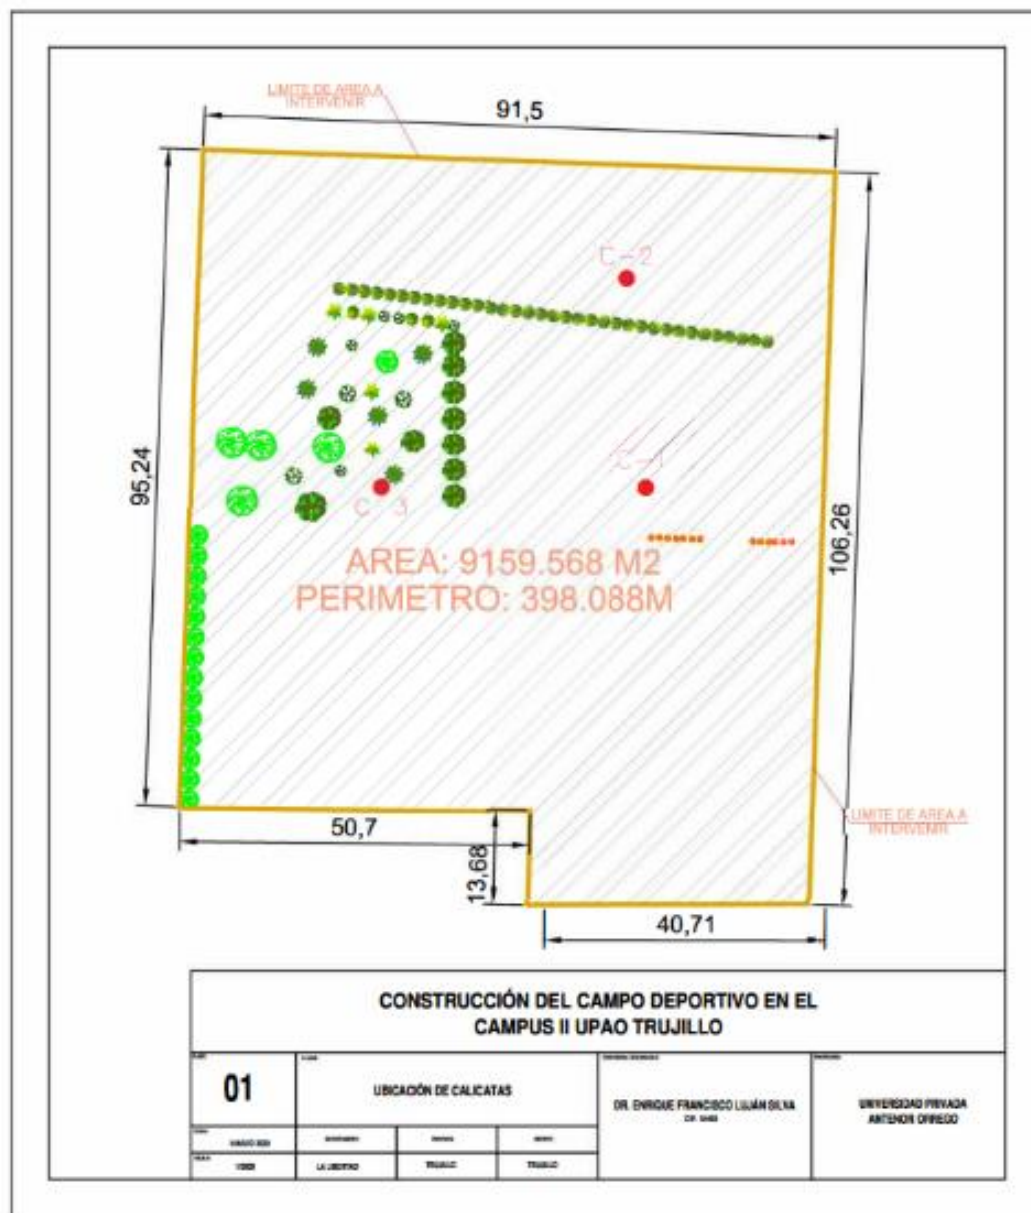 LIMITE DE AREA A
INTERVENIR
91,5
C-2
95,24
C-1
C-3
106,26
AREA: 9159.568 M2
PERIMETRO: 398.088M
LIMITE DE AREA A
INTERVENIR
50,7
13,68
40,71
CONSTRUCCIÓN DEL CAMPO DEPORTIVO EN EL
CAMPUS II UPAO TRUJILLO
01
UBICACIÓN DE CALICATAS
DR. ENRIQUE FRANCISCO LUJÁN SILVA
UNIVERSIDAD PRIVADA
ANTENOR ORREGO
LA LIBERTAD
TRUJILLO
TRUJILLO